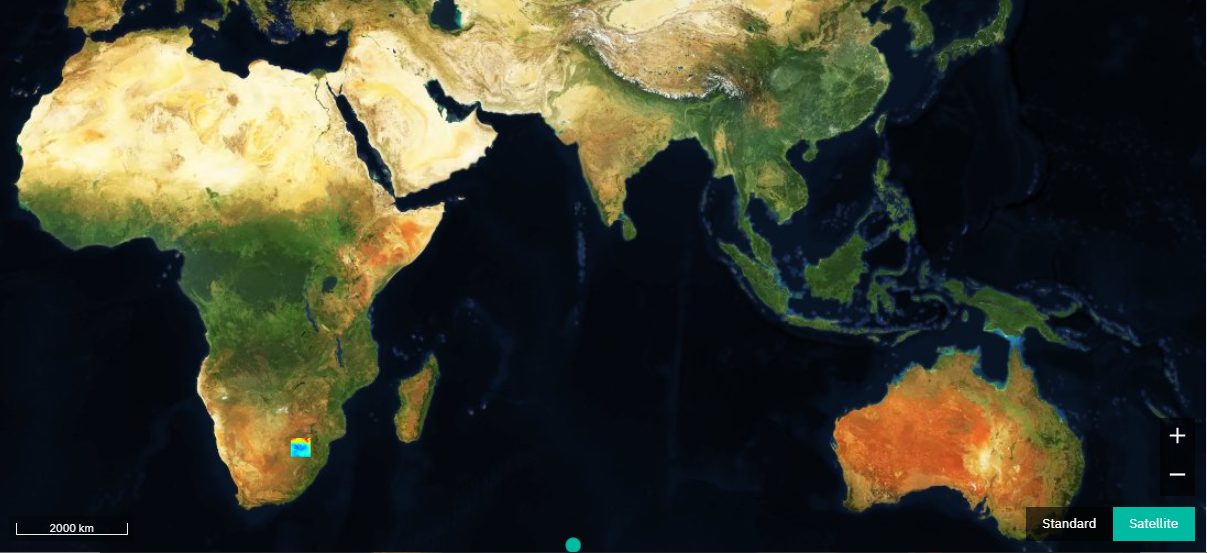 +
−
2000 km
Standard
Satellite